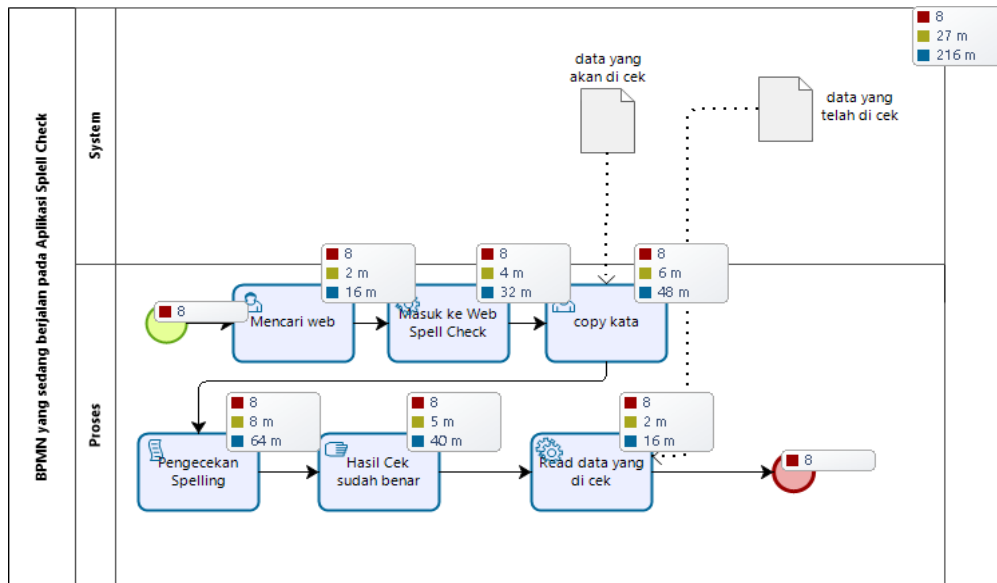 BPMN yang sedang berjalan pada Aplikasi Splell Check
System
8
27 m
216 m
data yang
akan di cek
data yang
telah di cek
Proses
8
8
2 m
16 m
Mencari web
8
4 m
32 m
Masuk ke Web
Spell Check
8
6 m
48 m
copy kata
8
8 m
64 m
Pengecekan
Spelling
8
5 m
40 m
Hasil Cek
sudah benar
8
2 m
16 m
Read data yang
di cek
8